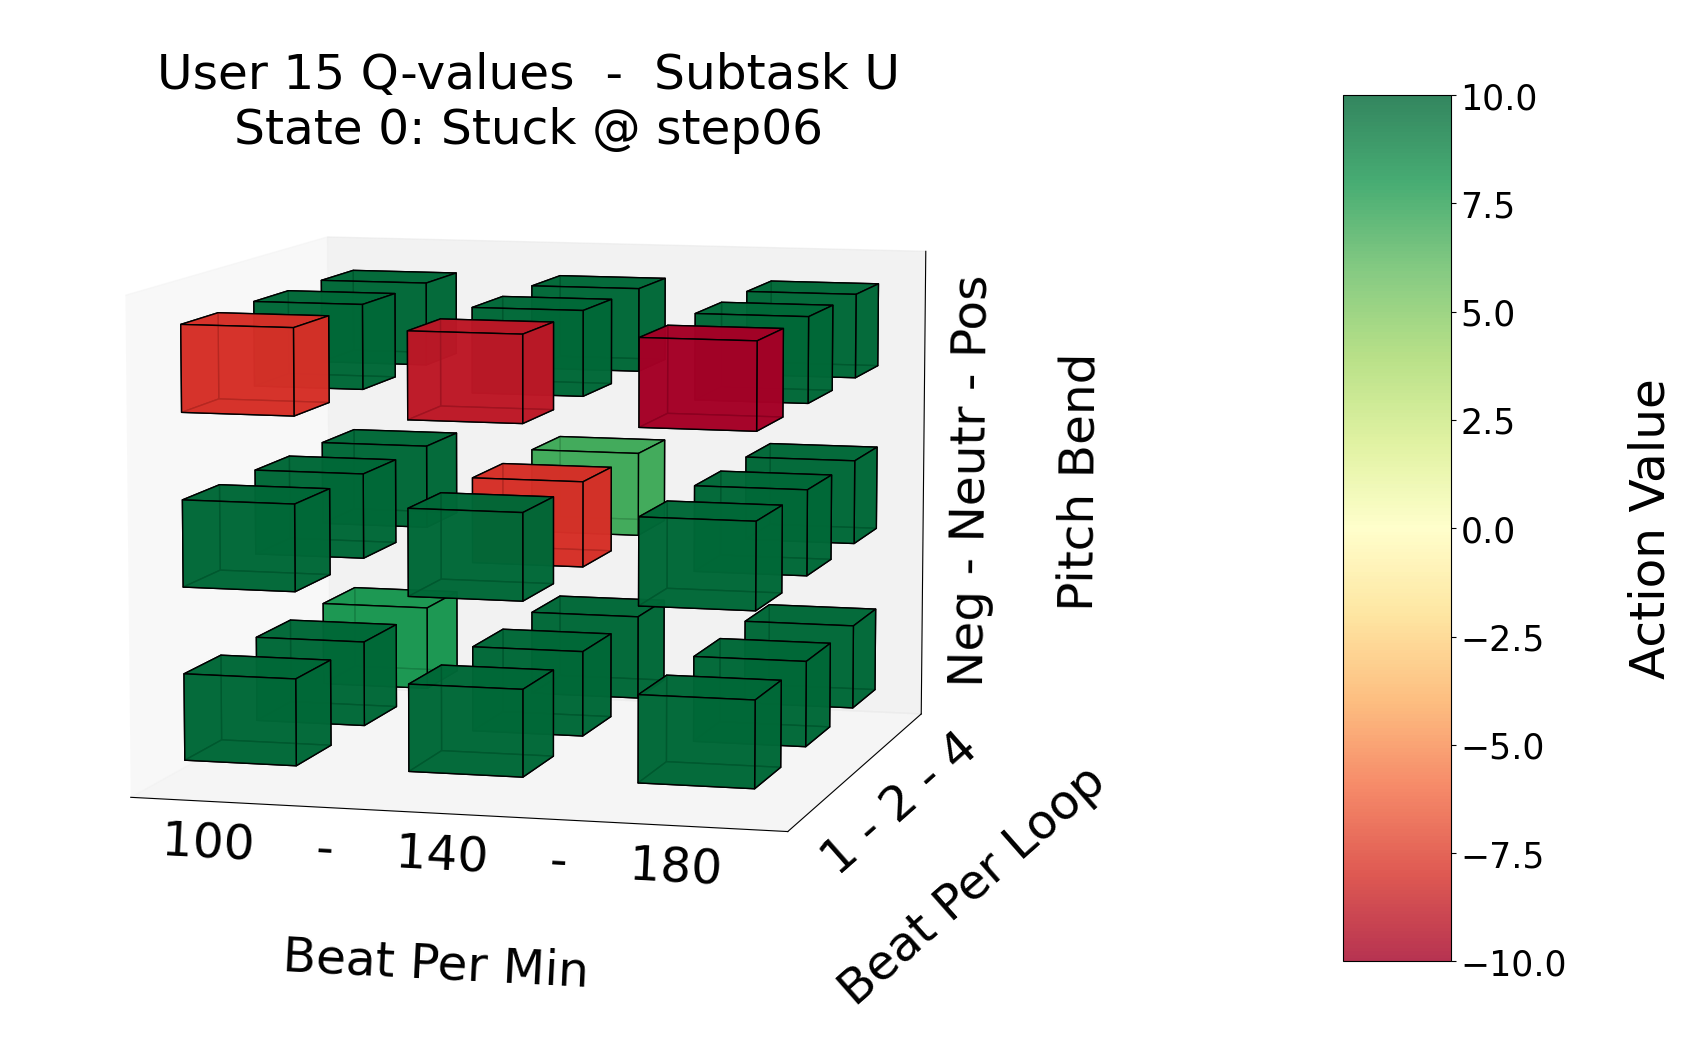 User 15 Q-values  -  Subtask U
State 0: Stuck @ step06
10.0
7.5
5.0
2.5
0.0
−2.5
−5.0
−7.5
−10.0
Action Value
Neg - Neutr - Pos
Pitch Bend
1 - 2 - 4
Beat Per Loop
100    -    140    -    180
Beat Per Min